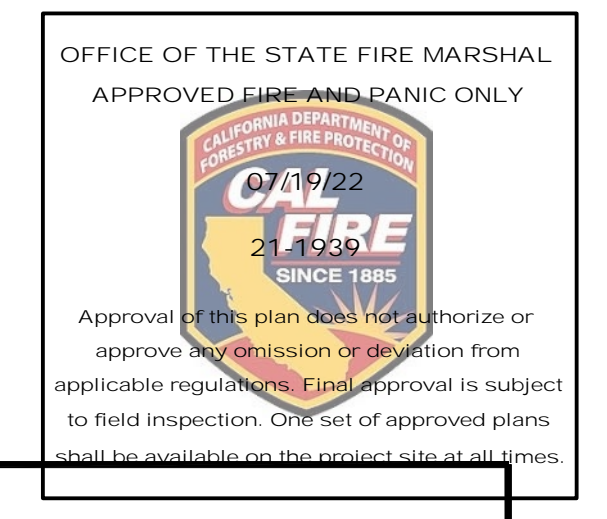 OFFICE OF THE STATE FIRE MARSHAL
APPROVED FIRE AND PANIC ONLY
CALIFORNIA DEPARTMENT OF
FORESTRY & FIRE PROTECTION
07/19/22
CAL
FIRE
21-1939
SINCE 1885
Approval of this plan does not authorize or
approve any omission or deviation from
applicable regulations. Final approval is subject
to field inspection. One set of approved plans
shall be available on the project site at all times.